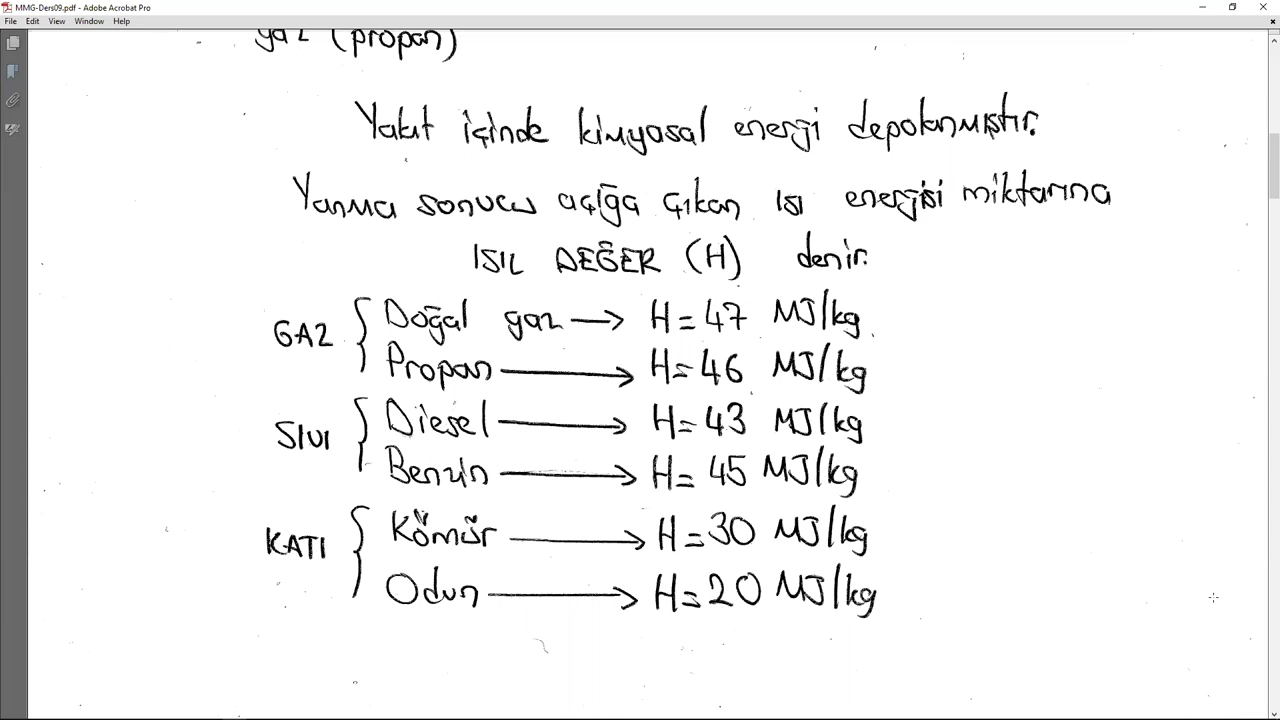 MMG-Ders09.pdf - Adobe Acrobat Pro
File Edit View Window Help
gaz (propan)
Yakıt içinde kimyasal enerji depolanmıştır.
Yanma sonucu açığa çıkan ısı enerjisi miktarına
ISIL DEĞER (H) denir.
GAZ { Doğal gaz → H = 47 MJ/kg
Propan → H = 46 MJ/kg
SIVI { Diesel → H = 43 MJ/kg
Benzin → H = 45 MJ/kg
KATI { Kömür → H = 30 MJ/kg
Odun → H = 20 MJ/kg